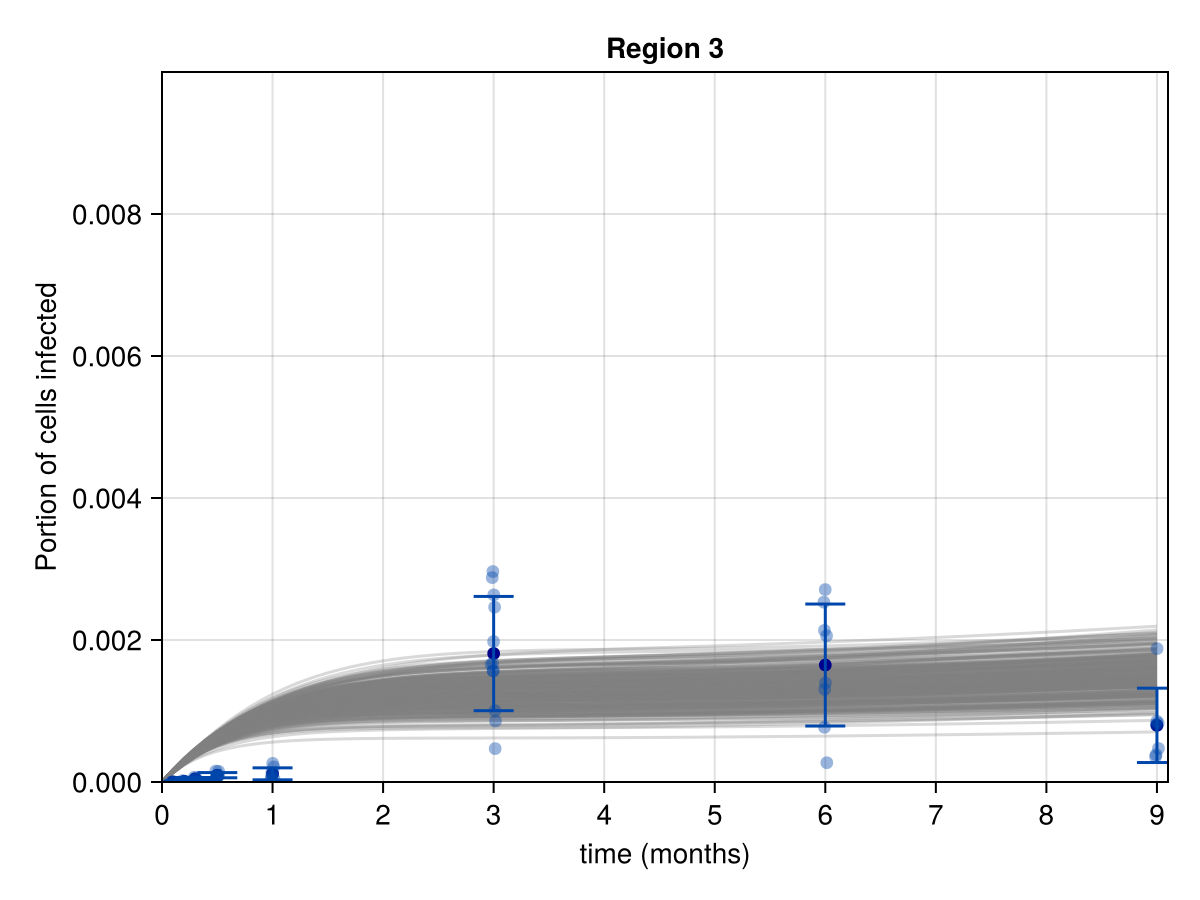 Region 3
Portion of cells infected
0.008
0.006
0.004
0.002
0.000
0 1 2 3 4 5 6 7 8 9
time (months)